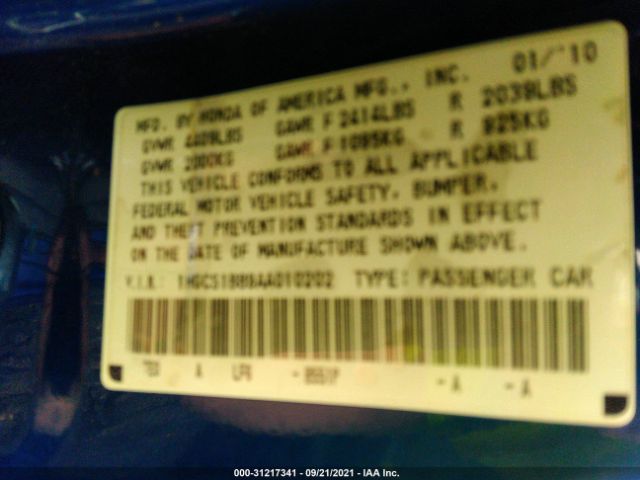 MFD. BY HONDA OF AMERICA MFG., INC. 01/'10
GVWR 4409LBS GAWR F 2414LBS R 2039LBS
GVWR 2000KG GAWR F 1095KG R 925KG
THIS VEHICLE CONFORMS TO ALL APPLICABLE
FEDERAL MOTOR VEHICLE SAFETY, BUMPER,
AND THEFT PREVENTION STANDARDS IN EFFECT
ON THE DATE OF MANUFACTURE SHOWN ABOVE.
V.I.N.: 1HGCS1B89AA010202 TYPE: PASSENGER CAR
A - A - A
000-31217341 - 09/21/2021 - IAA Inc.